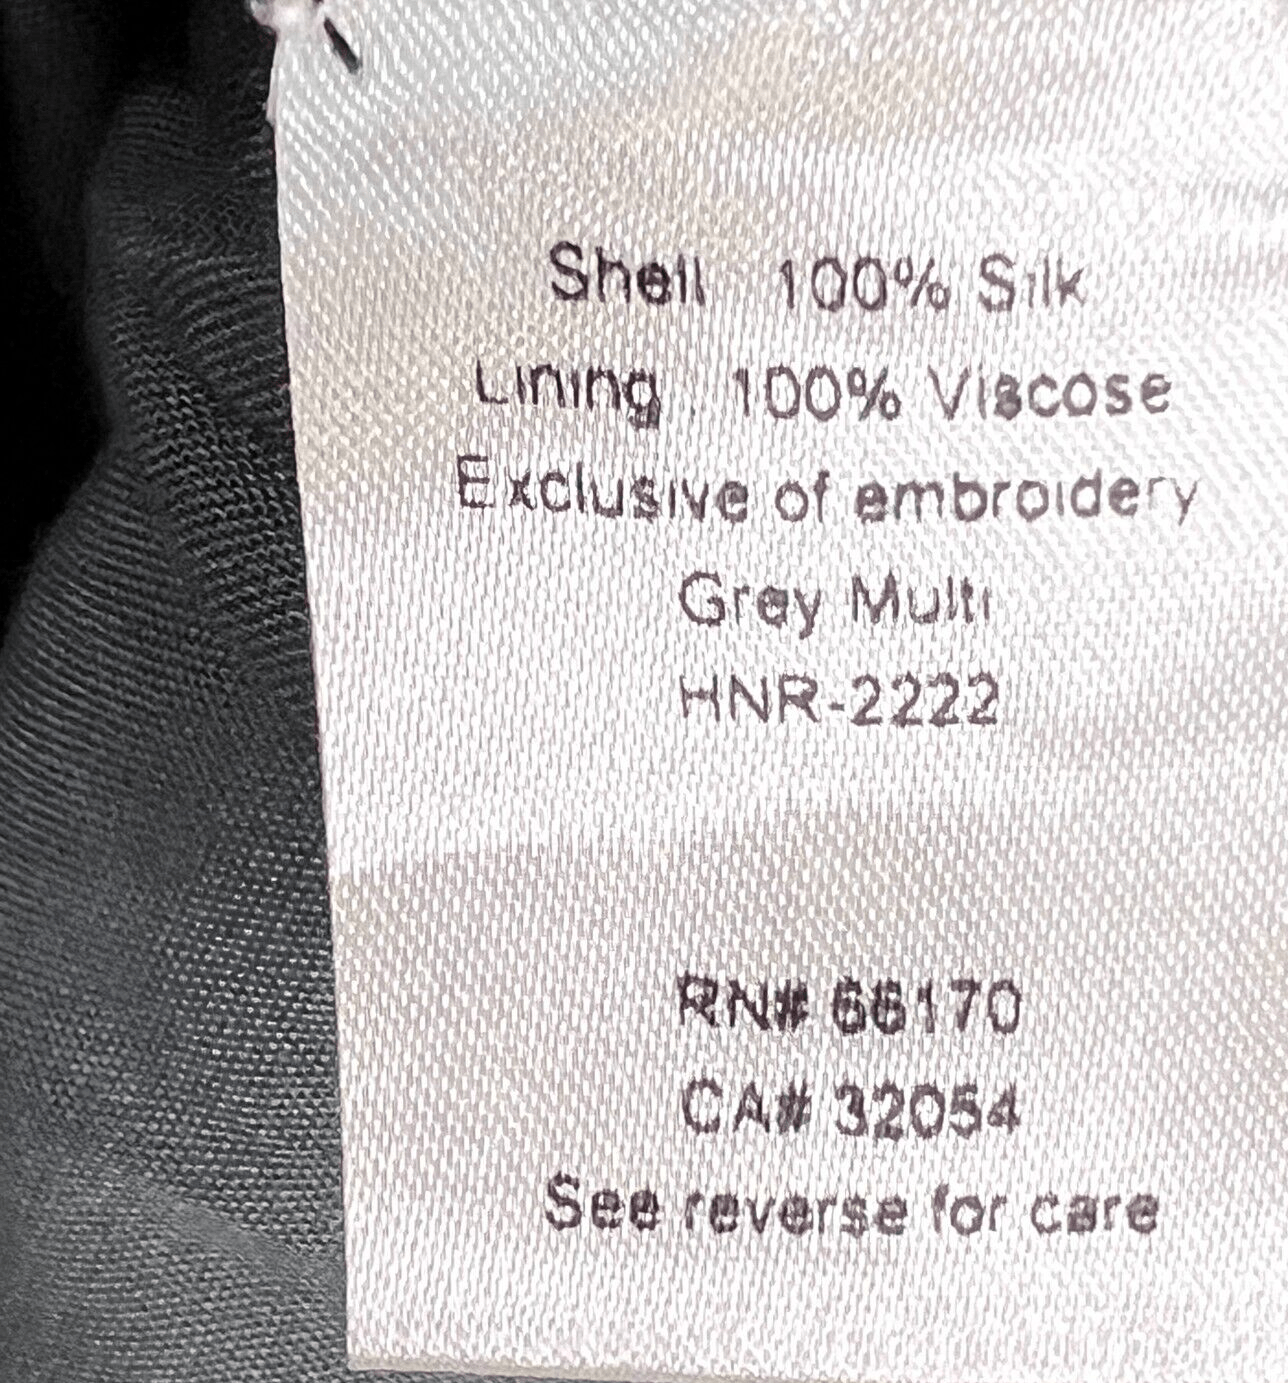 Shell 100% Silk
Lining 100% Viscose
Exclusive of embroidery
Grey Multi
HNR-2222
RN# 66170
CA# 32054
See reverse for care